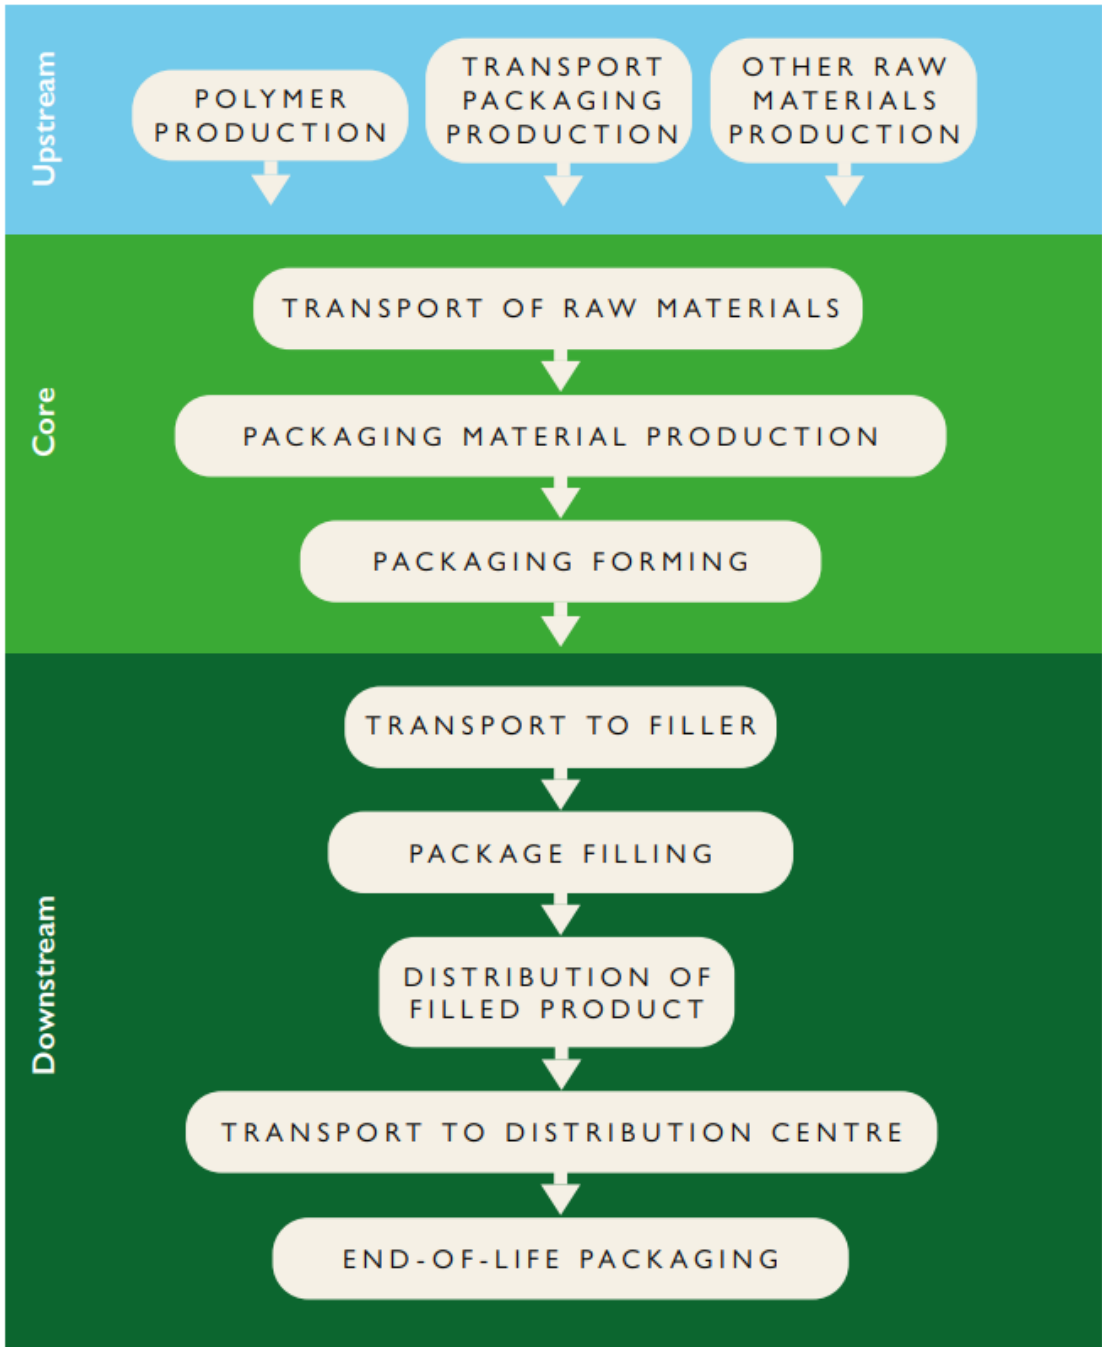 Upstream
POLYMER
PRODUCTION
TRANSPORT
PACKAGING
PRODUCTION
OTHER RAW
MATERIALS
PRODUCTION
Core
TRANSPORT OF RAW MATERIALS
PACKAGING MATERIAL PRODUCTION
PACKAGING FORMING
Downstream
TRANSPORT TO FILLER
PACKAGE FILLING
DISTRIBUTION OF
FILLED PRODUCT
TRANSPORT TO DISTRIBUTION CENTRE
END-OF-LIFE PACKAGING